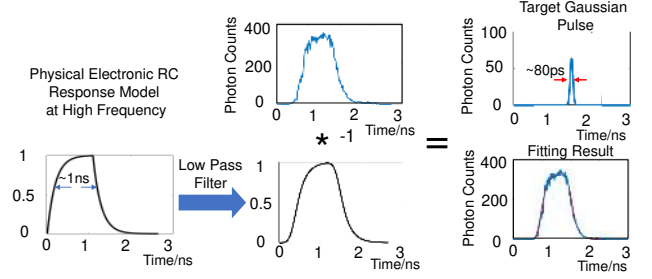 Physical Electronic RC
Response Model
at High Frequency
1
0.5
0
~1ns
0 1 2 3
Time/ns
Low Pass
Filter
Photon Counts
400
200
0
0 1 2 3
Time/ns
* -1
1
0.5
0
0 1 2 3
Time/ns
=
Target Gaussian
Pulse
Photon Counts
100
50
0
~80ps
0 1 2 3
Time/ns
Fitting Result
Photon Counts
400
200
0
0 1 2 3
Time/ns